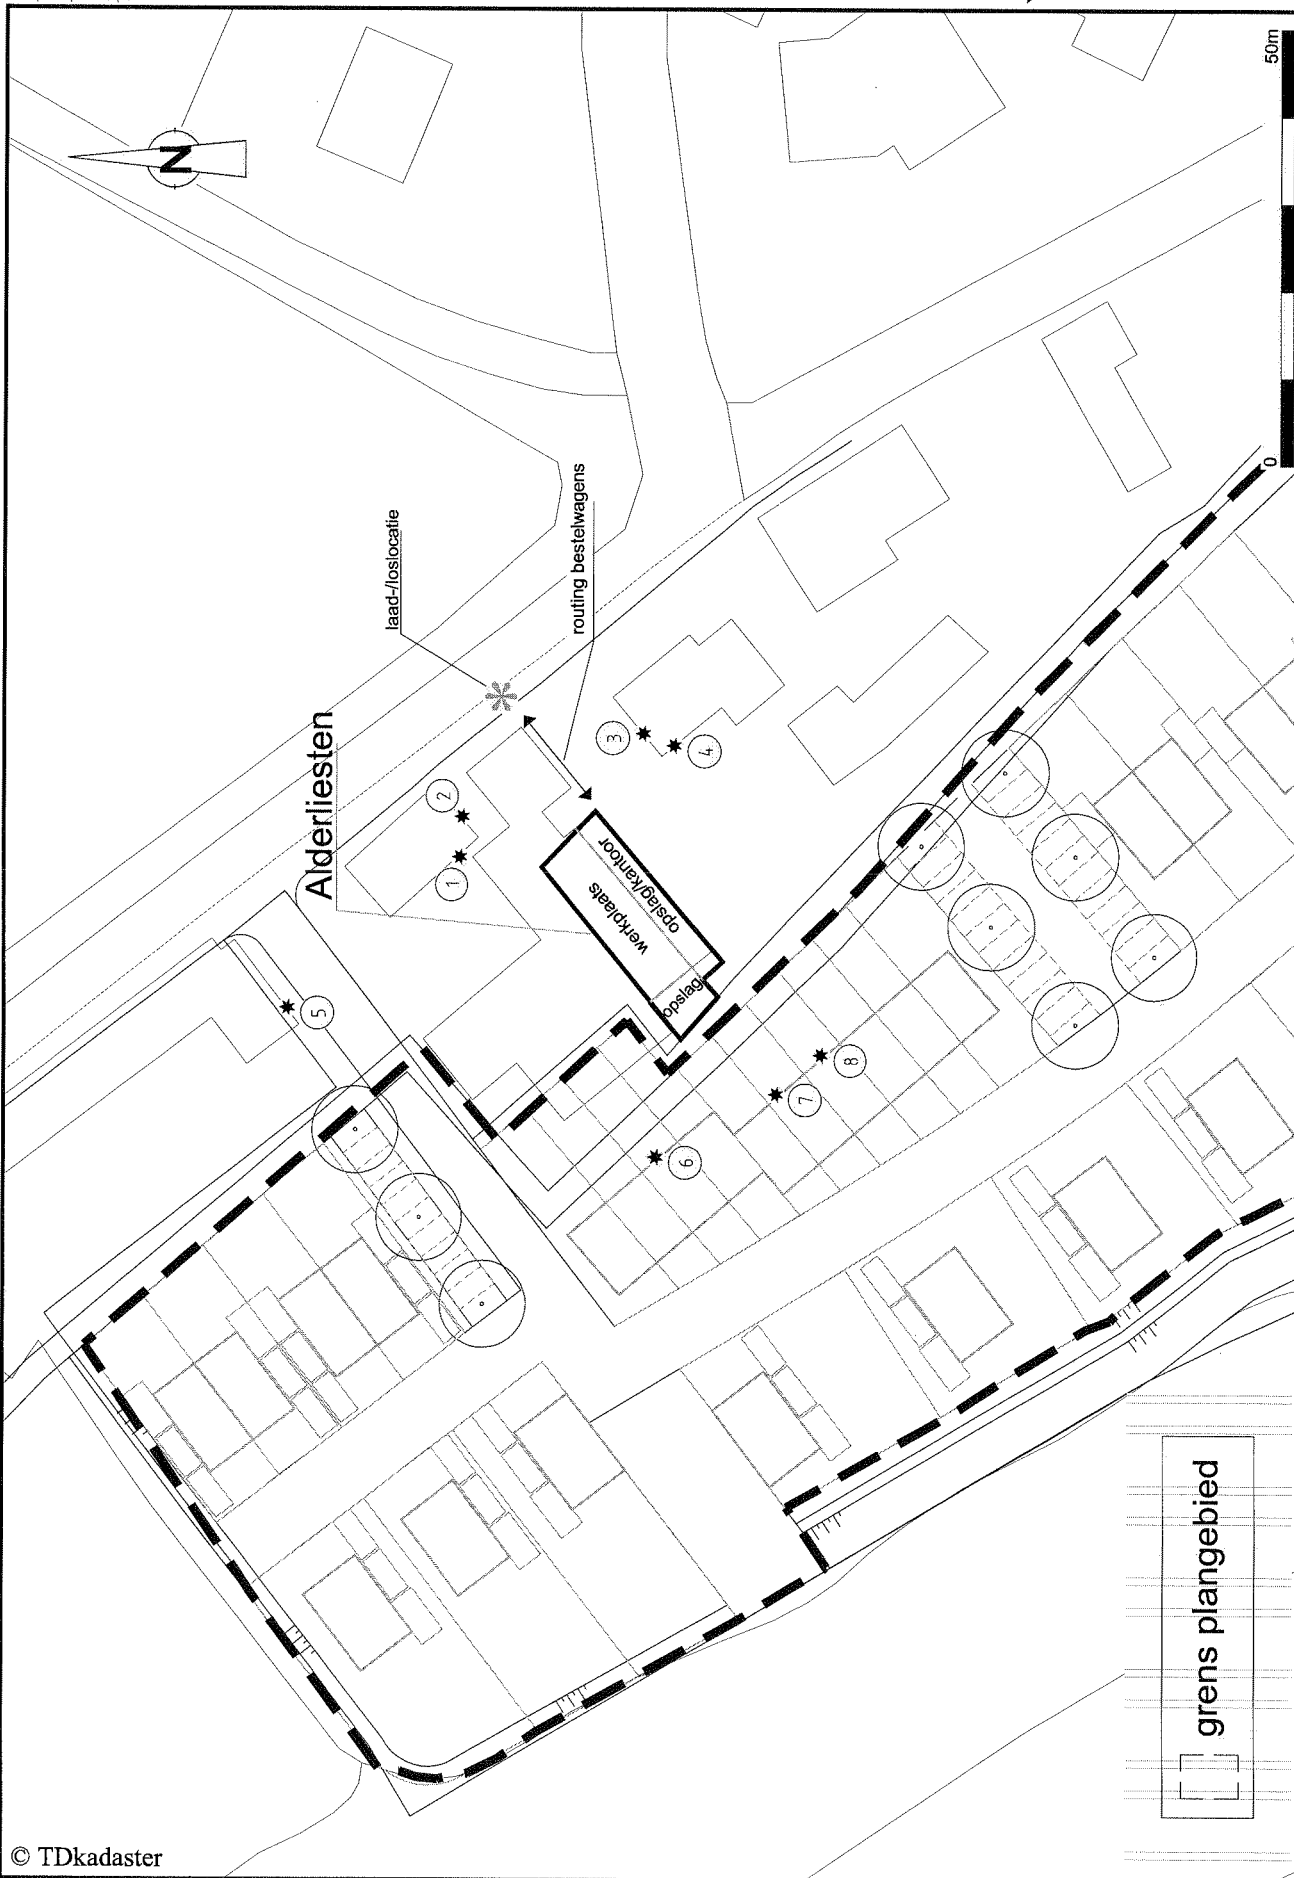 N
50m
0
laad-/loslocatie
routing bestelwagens
Alderliesten
werkplaats
opslag/kantoor
opslag
1
2
3
4
5
6
7
8
grens plangebied
© TDkadaster